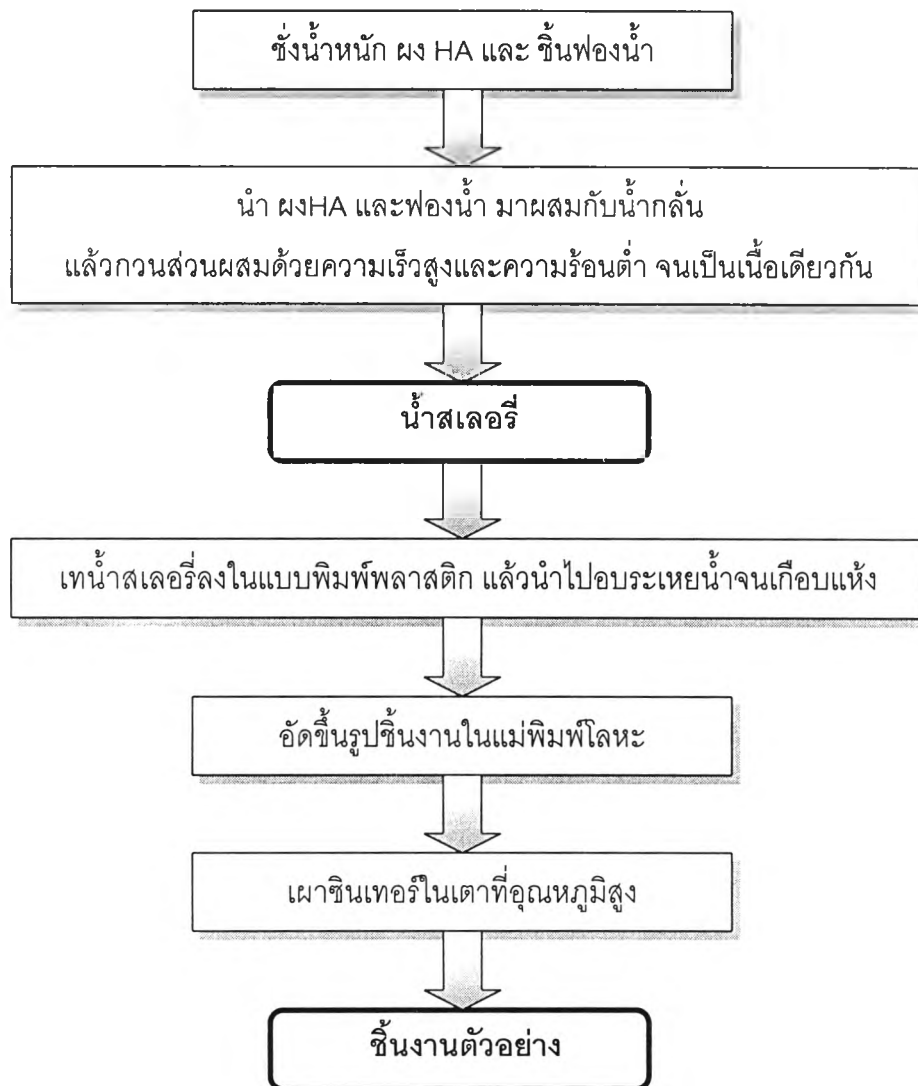 ชั่งน้ำหนัก ผง HA และ ชิ้นฟองน้ำ
นำ ผงHA และฟองน้ำ มาผสมกับน้ำกลั่น
แล้วกวนส่วนผสมด้วยความเร็วสูงและความร้อนต่ำ จนเป็นเนื้อเดียวกัน
น้ำสเลอรี่
เทน้ำสเลอรี่ลงในแบบพิมพ์พลาสติก แล้วนำไปอบระเหยน้ำจนเกือบแห้ง
อัดขึ้นรูปชิ้นงานในแม่พิมพ์โลหะ
เผาซินเทอร์ในเตาที่อุณหภูมิสูง
ชิ้นงานตัวอย่าง